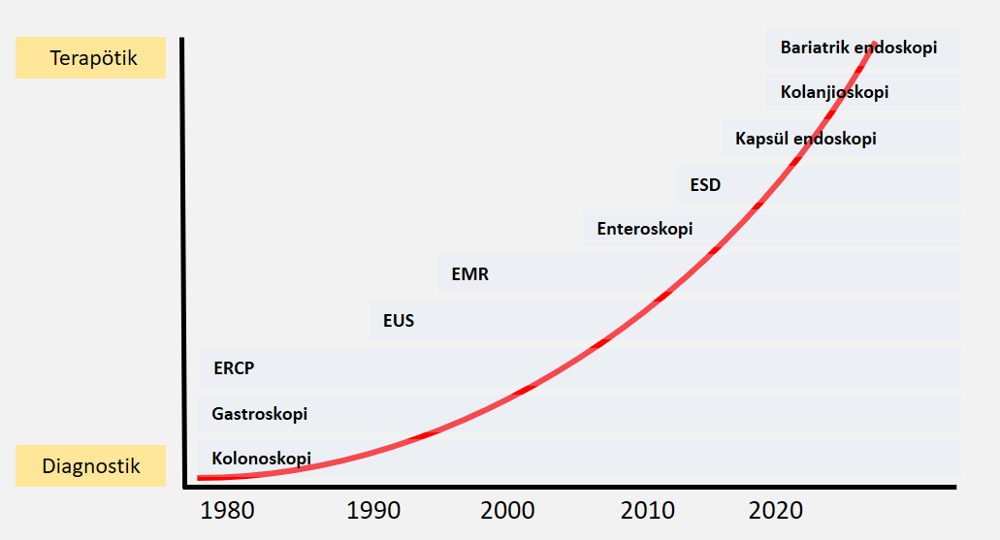 Terapötik
Bariatrik endoskopi
Kolanjioskopi
Kapsül endoskopi
ESD
Enteroskopi
EMR
EUS
ERCP
Gastroskopi
Kolonoskopi
Diagnostik
1980 1990 2000 2010 2020